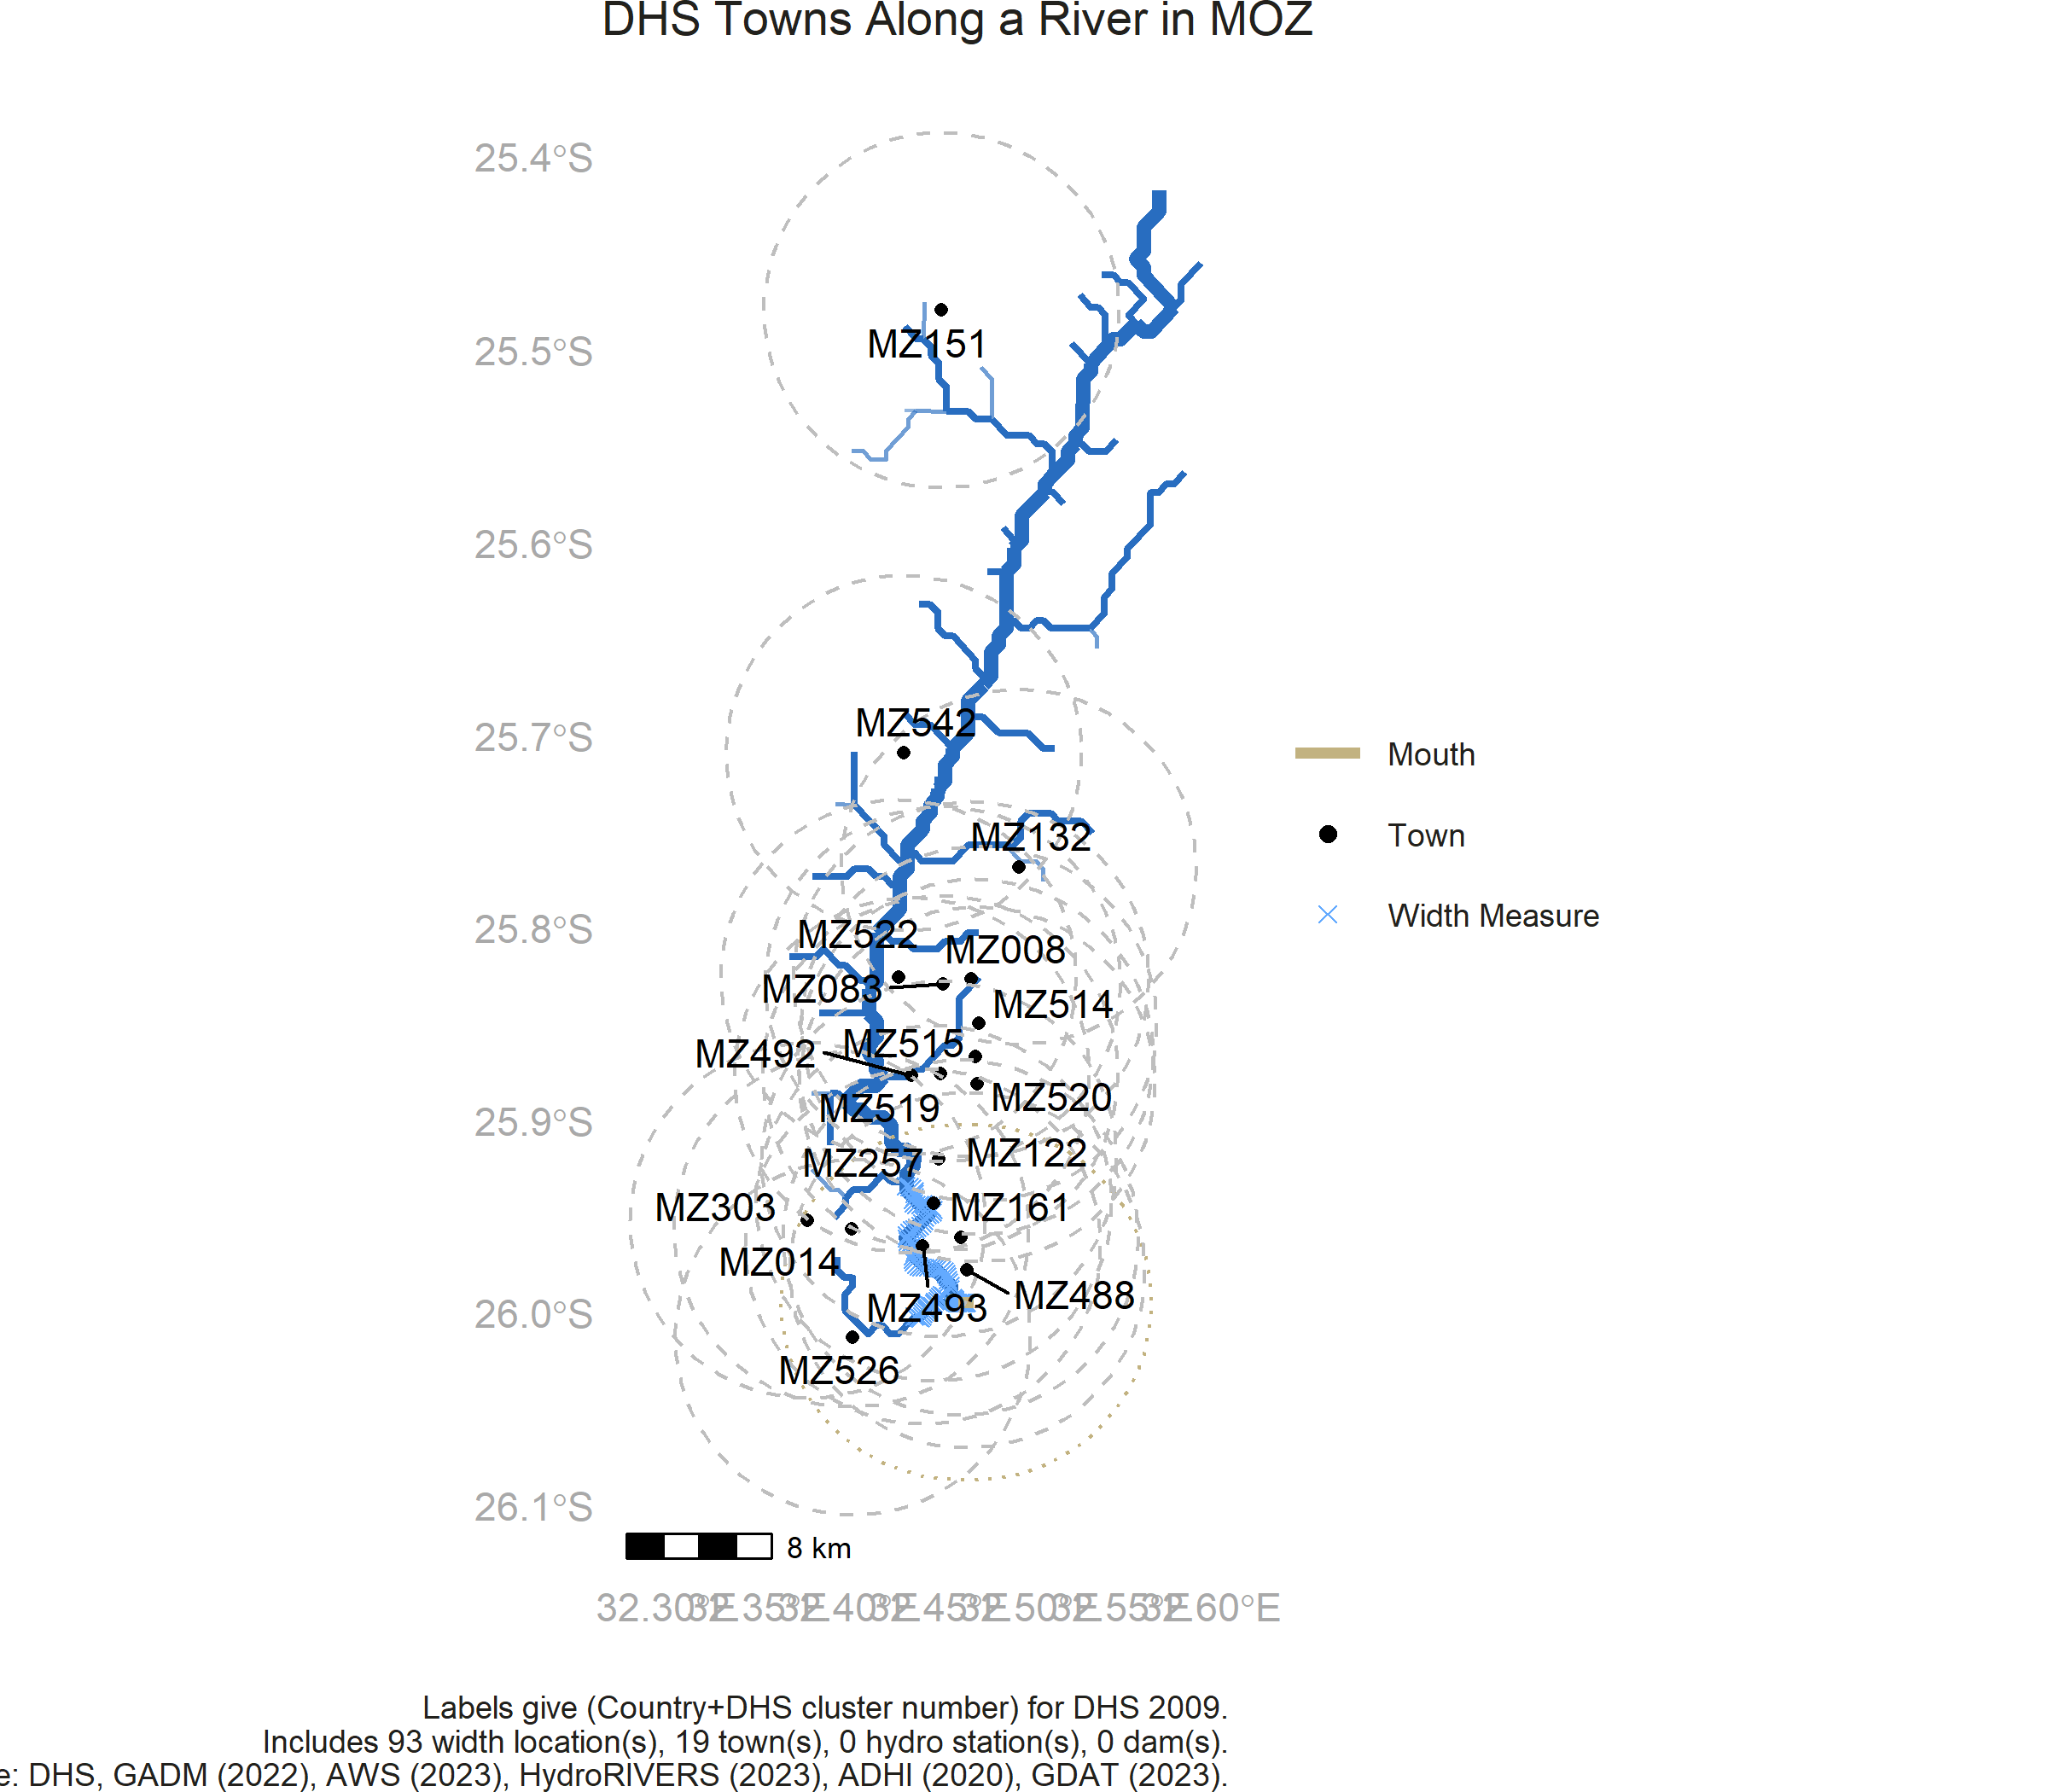 DHS Towns Along a River in MOZ
25.4°S
25.5°S
25.6°S
25.7°S
25.8°S
25.9°S
26.0°S
26.1°S
MZ151
MZ542
MZ132
MZ522
MZ008
MZ083
MZ514
MZ515
MZ492
MZ520
MZ519
MZ122
MZ257
MZ303
MZ161
MZ014
MZ488
MZ493
MZ526
Mouth
Town
Width Measure
8 km
32.30°E 32.35°E 32.40°E 32.45°E 32.50°E 32.55°E 32.60°E
Labels give (Country+DHS cluster number) for DHS 2009.
Includes 93 width location(s), 19 town(s), 0 hydro station(s), 0 dam(s).
e: DHS, GADM (2022), AWS (2023), HydroRIVERS (2023), ADHI (2020), GDAT (2023).